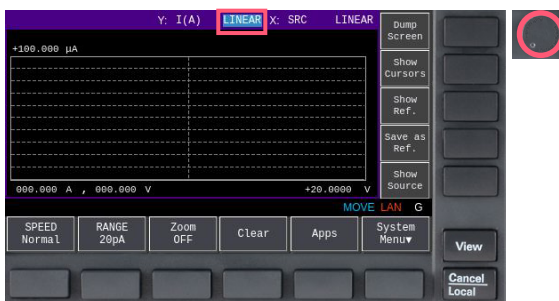 Y: I(A) LINEAR X: SRC LINEAR
+100.000 µA
000.000 A , 000.000 V +20.0000 V
Dump
Screen
Show
Cursors
Show
Ref.
Save as
Ref.
Show
Source
MOVE LAN G
SPEED
Normal
RANGE
20pA
Zoom
OFF
Clear
Apps
System
Menu▼
View
Cancel
Local